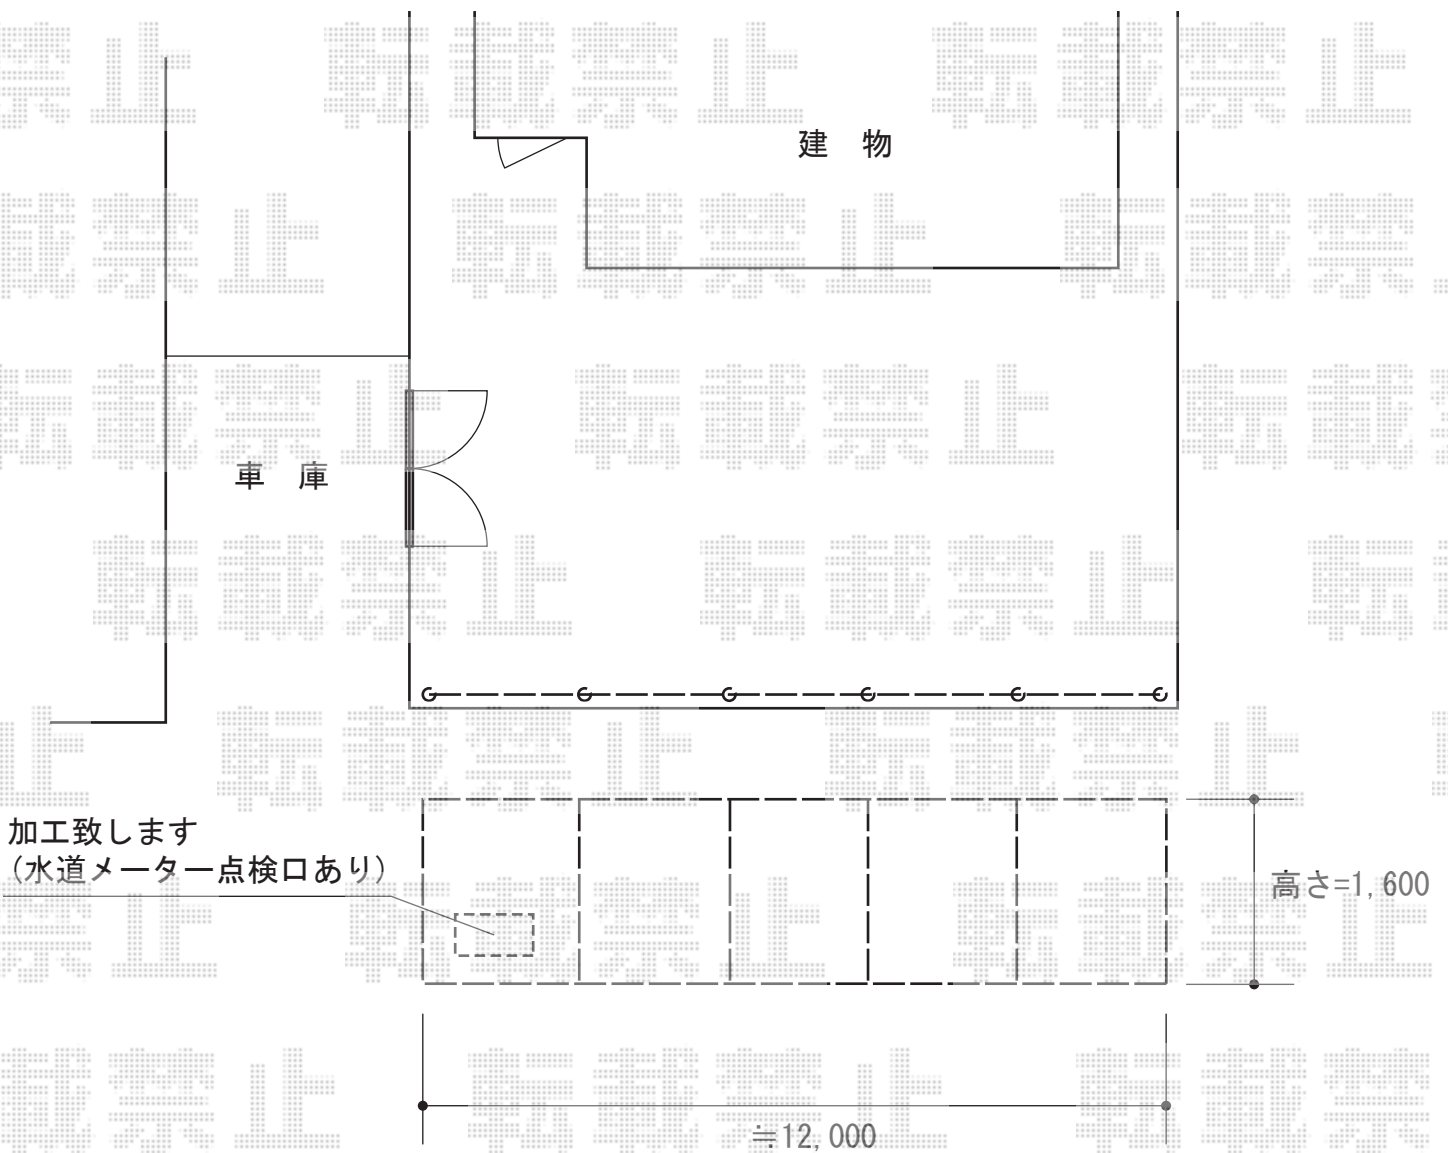 建 物
車 庫
加工致します
(水道メーター点検口あり)
高さ=1,600
≒12,000
転載禁止